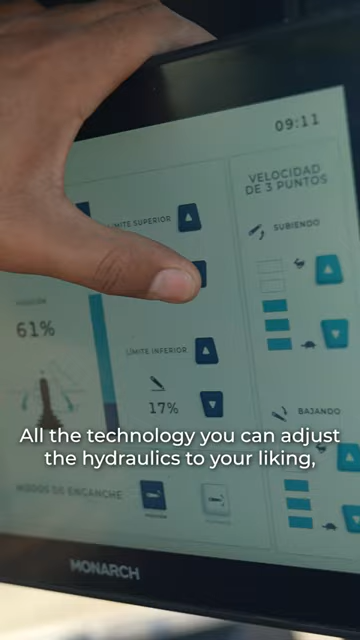 09:11
LÍMITE SUPERIOR
61%
LÍMITE INFERIOR
17%
MODOS DE ENGANCHE
VELOCIDAD
DE 3 PUNTOS
SUBIENDO
BAJANDO
All the technology you can adjust
the hydraulics to your liking,
MONARCH